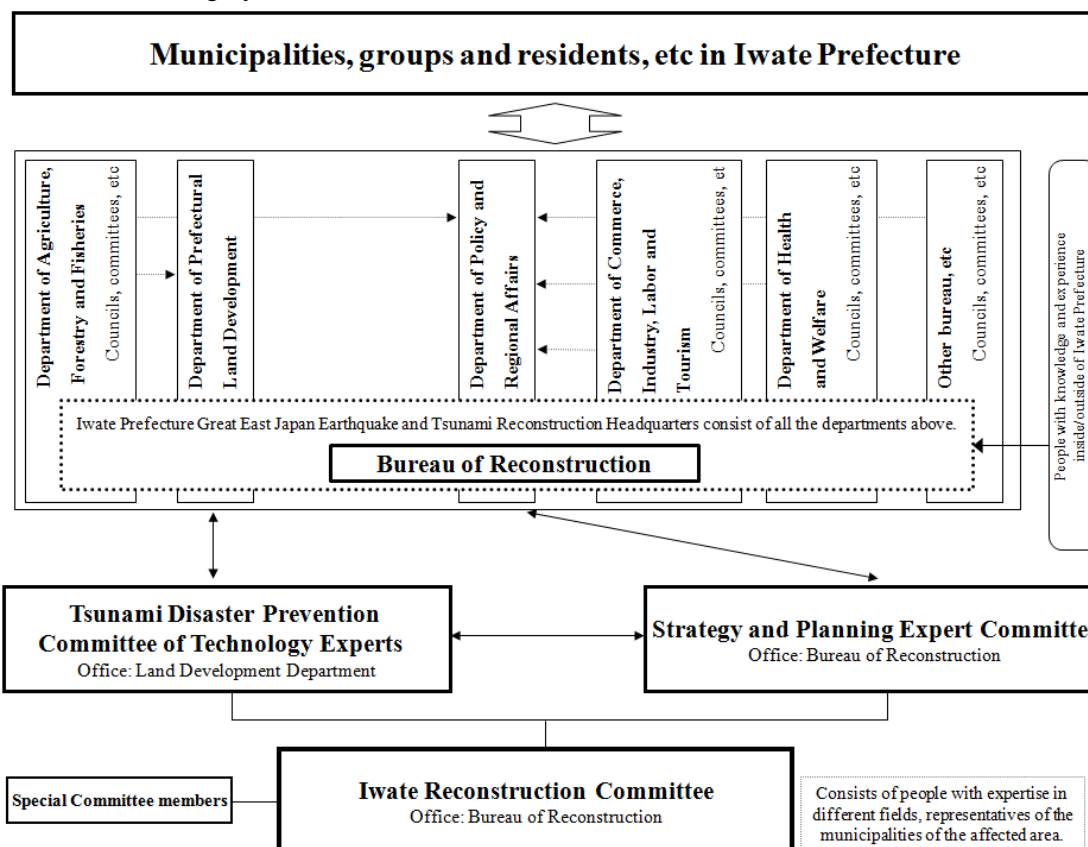 Municipalities, groups and residents, etc in Iwate Prefecture
Department of Agriculture,
Forestry and Fisheries
Councils, committees, etc
Department of Prefectural
Land Development
Department of Policy and
Regional Affairs
Department of Commerce,
Industry, Labor and
Tourism
Councils, committees, et
Department of Health
and Welfare
Councils, committees, etc
Other bureau, etc
Councils, committees, etc
People with knowledge and experience
inside/outside of Iwate Prefecture
Iwate Prefecture Great East Japan Earthquake and Tsunami Reconstruction Headquarters consist of all the departments above.
Bureau of Reconstruction
Tsunami Disaster Prevention
Committee of Technology Experts
Office: Land Development Department
Strategy and Planning Expert Committe
Office: Bureau of Reconstruction
Special Committee members
Iwate Reconstruction Committee
Office: Bureau of Reconstruction
Consists of people with expertise in
different fields, representatives of the
municipalities of the affected area.